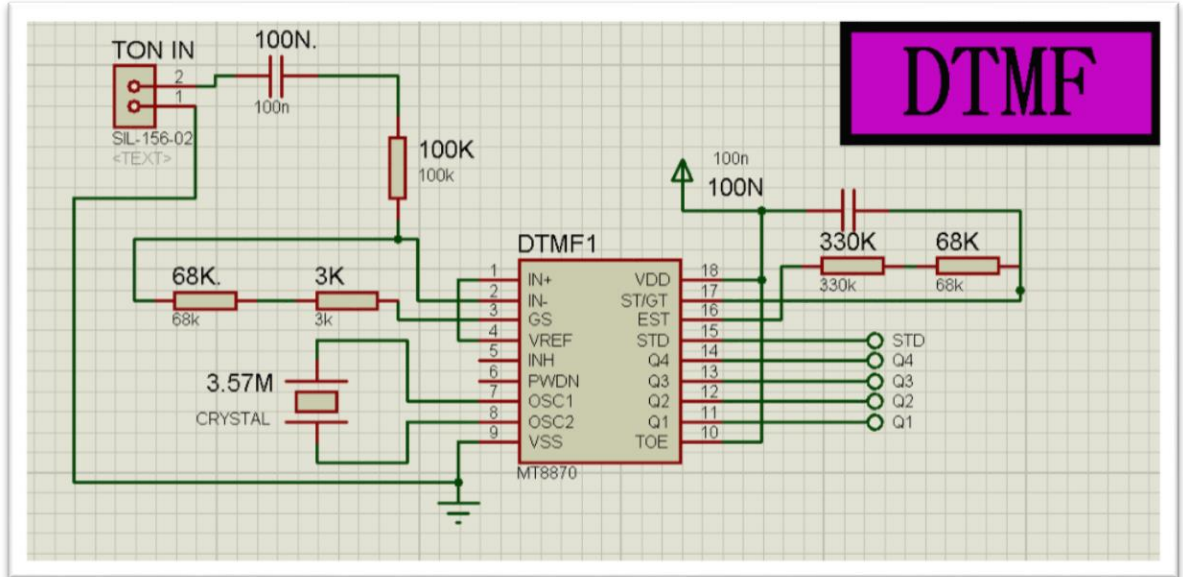 DTMF
TON IN
2
1
SIL-156-02
<TEXT>
100N.
100n
100K
100k
100n
100N
68K.
68k
3K
3k
330K
330k
68K
68k
3.57M
CRYSTAL
DTMF1
1 IN+
2 IN-
3 GS
4 VREF
5 INH
6 PWDN
7 OSC1
8 OSC2
9 VSS
VDD 18
ST/GT 17
EST 16
STD 15
Q4 14
Q3 13
Q2 12
Q1 11
TOE 10
MT8870
STD
Q4
Q3
Q2
Q1